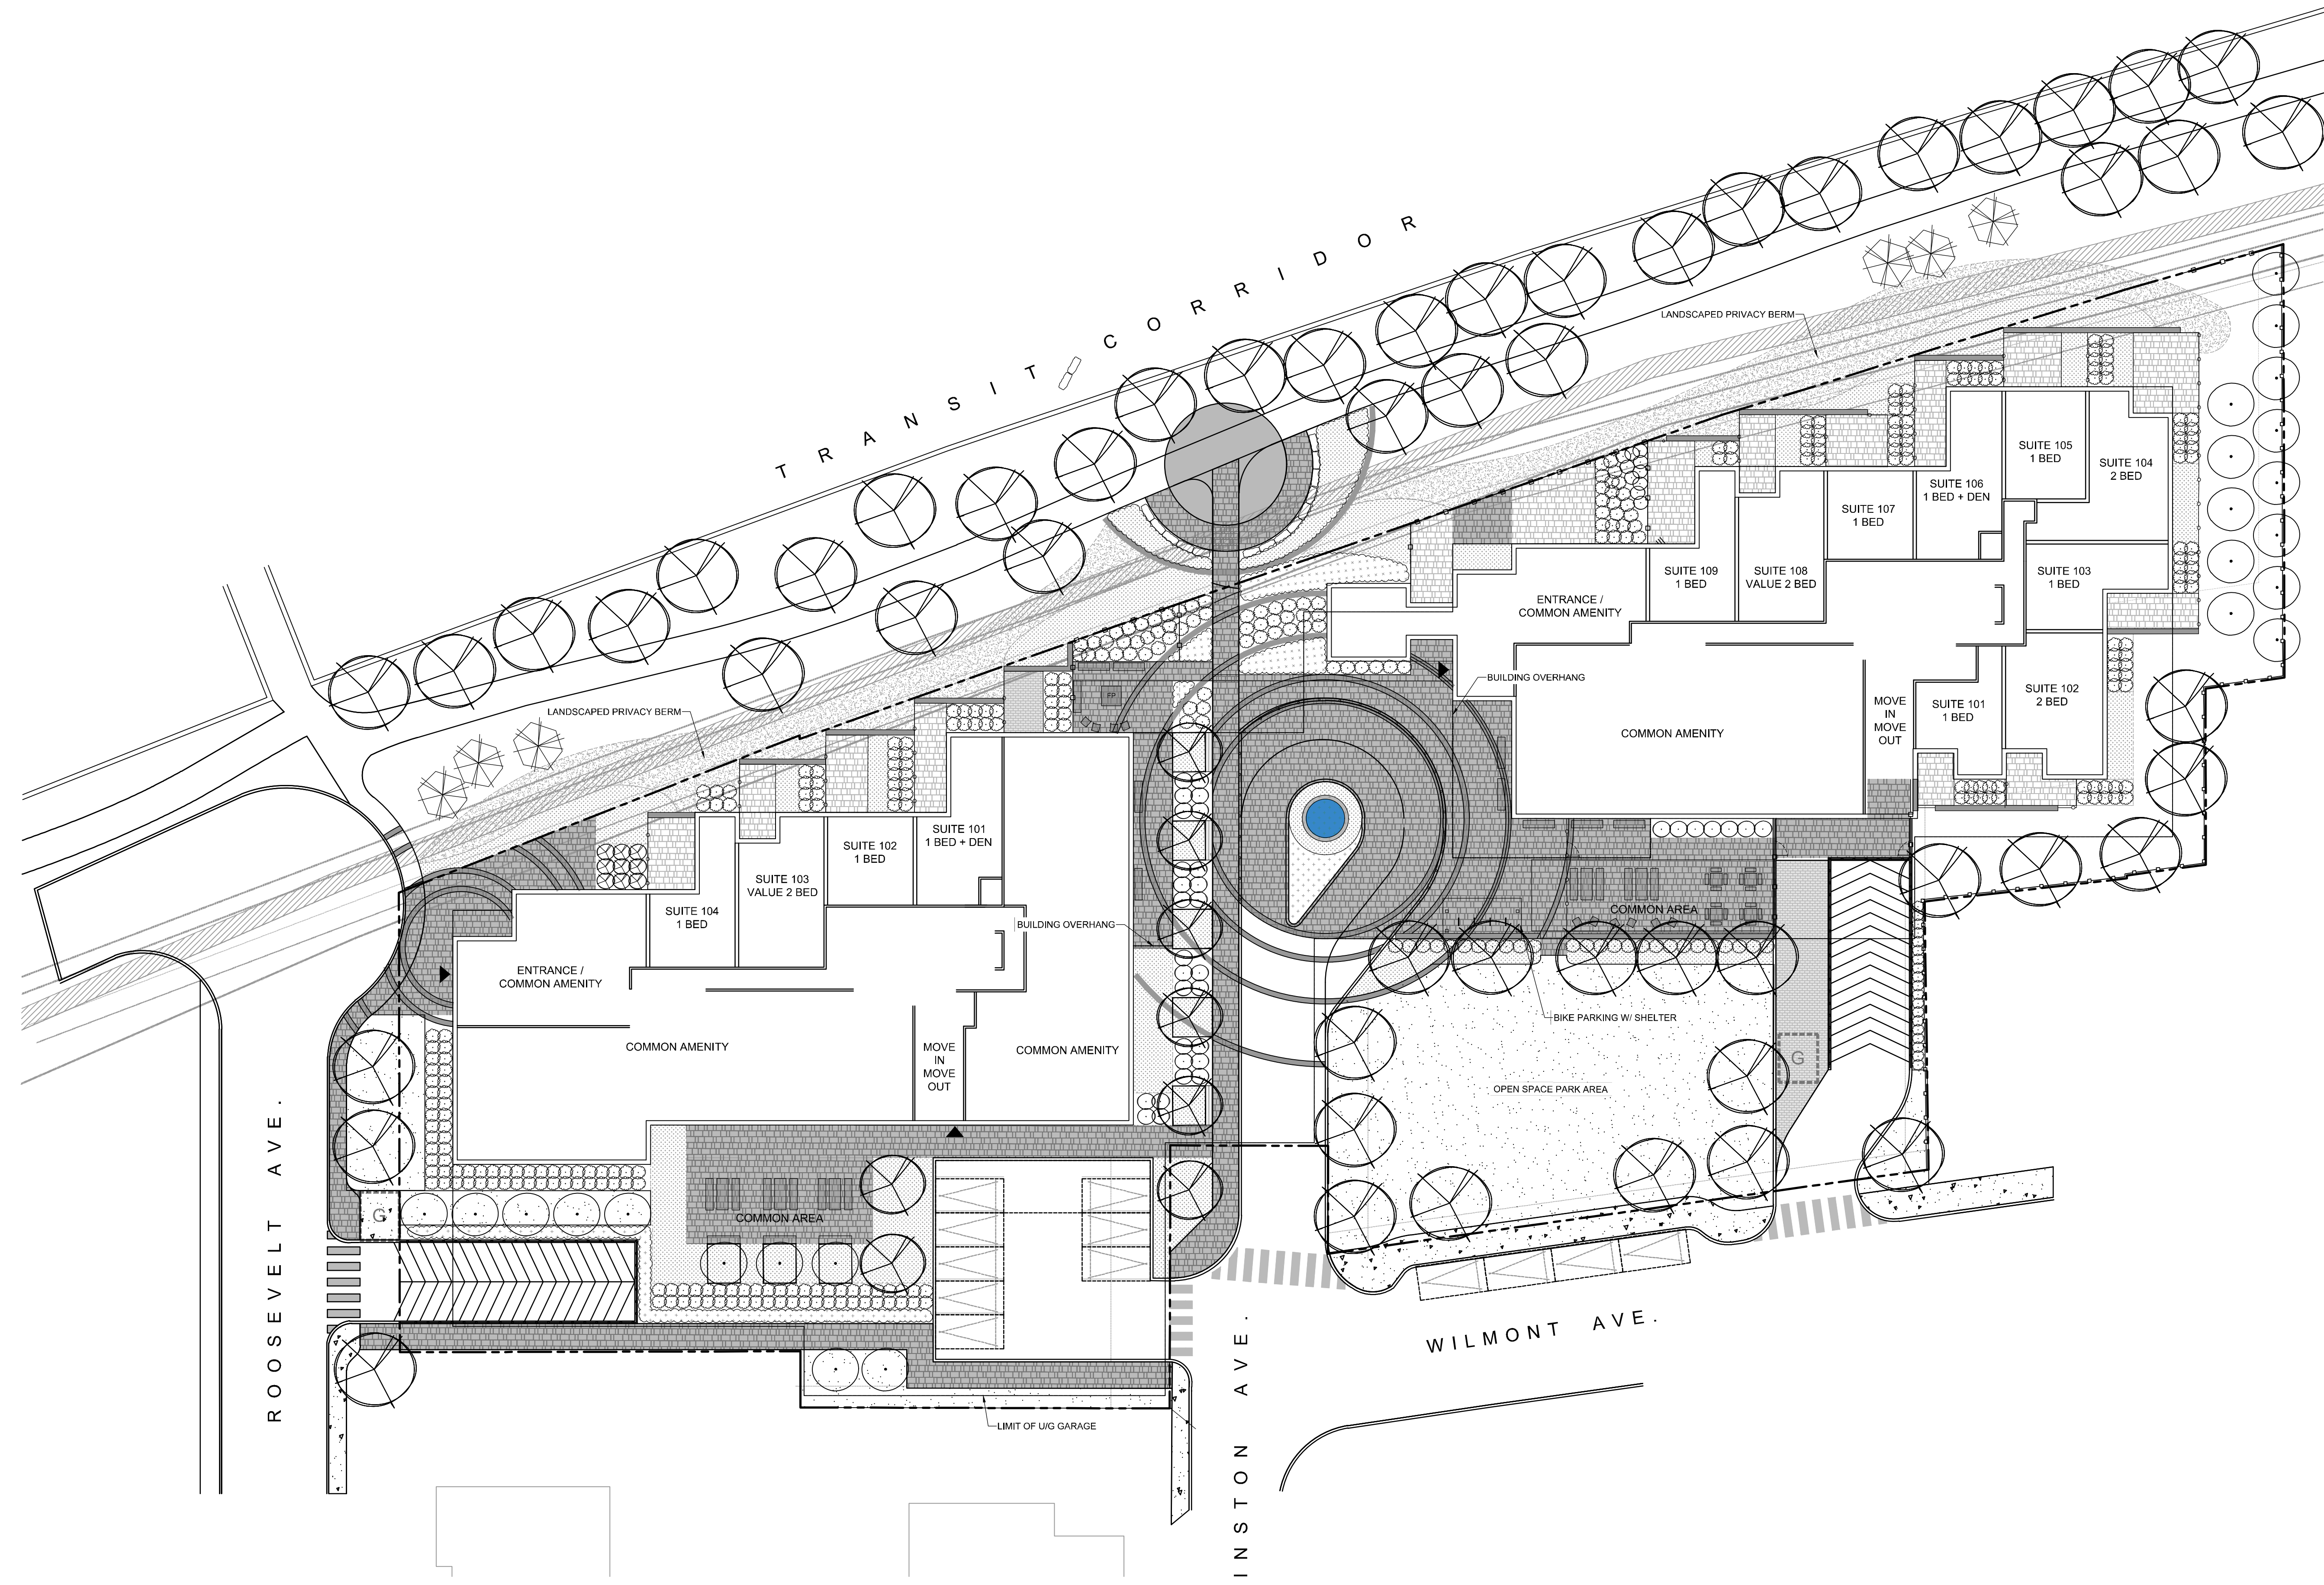 TRANSIT CORRIDOR
LANDSCAPED PRIVACY BERM
SUITE 105
1 BED
SUITE 104
2 BED
SUITE 106
1 BED + DEN
SUITE 107
1 BED
SUITE 109
1 BED
SUITE 108
VALUE 2 BED
SUITE 103
1 BED
ENTRANCE /
COMMON AMENITY
BUILDING OVERHANG
SUITE 102
2 BED
SUITE 101
1 BED
MOVE
IN
MOVE
OUT
COMMON AMENITY
LANDSCAPED PRIVACY BERM
FP
SUITE 101
1 BED + DEN
SUITE 102
1 BED
SUITE 103
VALUE 2 BED
SUITE 104
1 BED
BUILDING OVERHANG
COMMON AREA
ENTRANCE /
COMMON AMENITY
BIKE PARKING W/ SHELTER
COMMON AMENITY
MOVE
IN
MOVE
OUT
COMMON AMENITY
G
OPEN SPACE PARK AREA
G
COMMON AREA
ROOSEVELT AVE.
WILMONT AVE.
LIMIT OF U/G GARAGE
INSTON AVE.